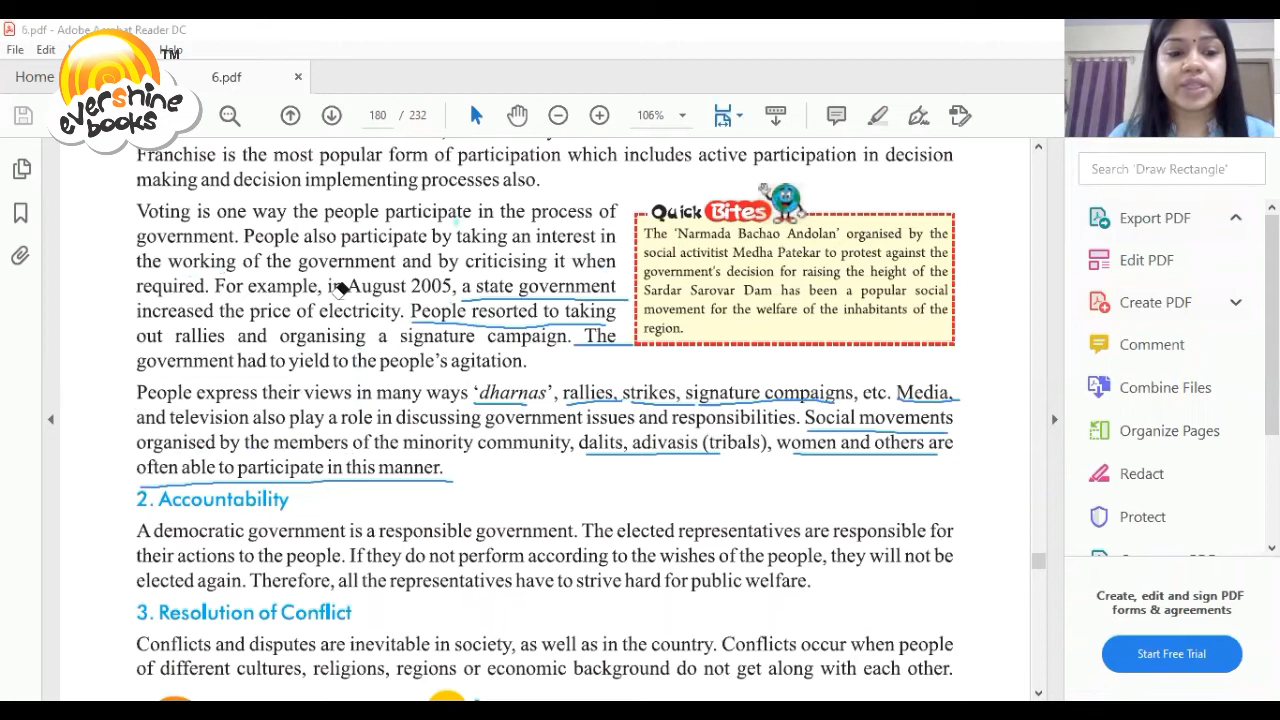 6.pdf - Adobe Acrobat Reader DC
File Edit Help
Home 6.pdf ×
TM
evershine
books
180 / 232 106%
Franchise is the most popular form of participation which includes active participation in decision
making and decision implementing processes also.
Voting is one way the people participate in the process of
government. People also participate by taking an interest in
the working of the government and by criticising it when
required. For example, in August 2005, a state government
increased the price of electricity. People resorted to taking
out rallies and organising a signature campaign. The
government had to yield to the people's agitation.
Quick Bites
The 'Narmada Bachao Andolan' organised by the
social activitist Medha Patekar to protest against the
government's decision for raising the height of the
Sardar Sarovar Dam has been a popular social
movement for the welfare of the inhabitants of the
region.
People express their views in many ways 'dharnas', rallies, strikes, signature compaigns, etc. Media,
and television also play a role in discussing government issues and responsibilities. Social movements
organised by the members of the minority community, dalits, adivasis (tribals), women and others are
often able to participate in this manner.
2. Accountability
A democratic government is a responsible government. The elected representatives are responsible for
their actions to the people. If they do not perform according to the wishes of the people, they will not be
elected again. Therefore, all the representatives have to strive hard for public welfare.
3. Resolution of Conflict
Conflicts and disputes are inevitable in society, as well as in the country. Conflicts occur when people
of different cultures, religions, regions or economic background do not get along with each other.
Search 'Draw Rectangle'
Export PDF
Edit PDF
Create PDF
Comment
Combine Files
Organize Pages
Redact
Protect
Create, edit and sign PDF
forms & agreements
Start Free Trial